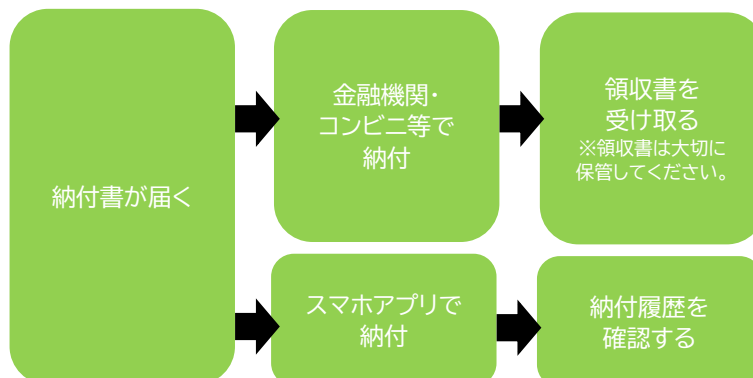 納付書が届く
金融機関・
コンビニ等で
納付
領収書を
受け取る
※領収書は大切に
保管してください。
スマホアプリで
納付
納付履歴を
確認する